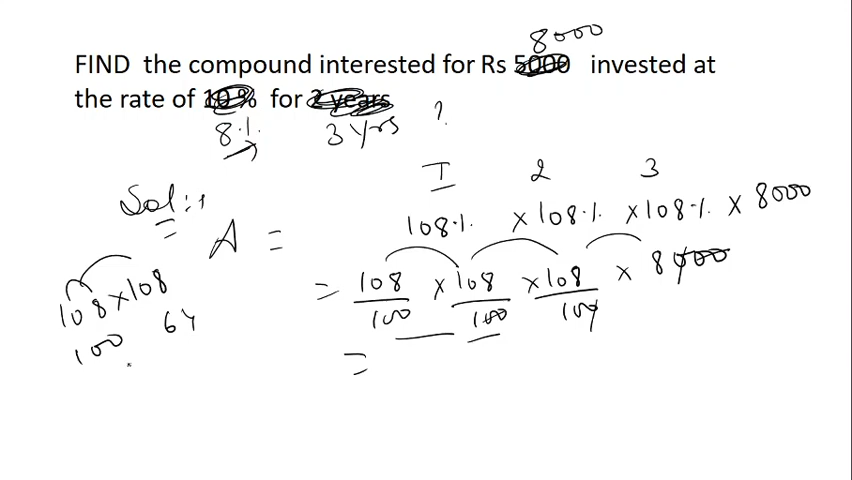 8000
FIND the compound interested for Rs 5000 invested at
the rate of 10% for 2 years
8% 3 yrs ?
I 2 3
Sol:
A = 108% × 108% × 108% × 8000
= 108/100 × 108/100 × 108/100 × 8000
108 × 108
100 64
=